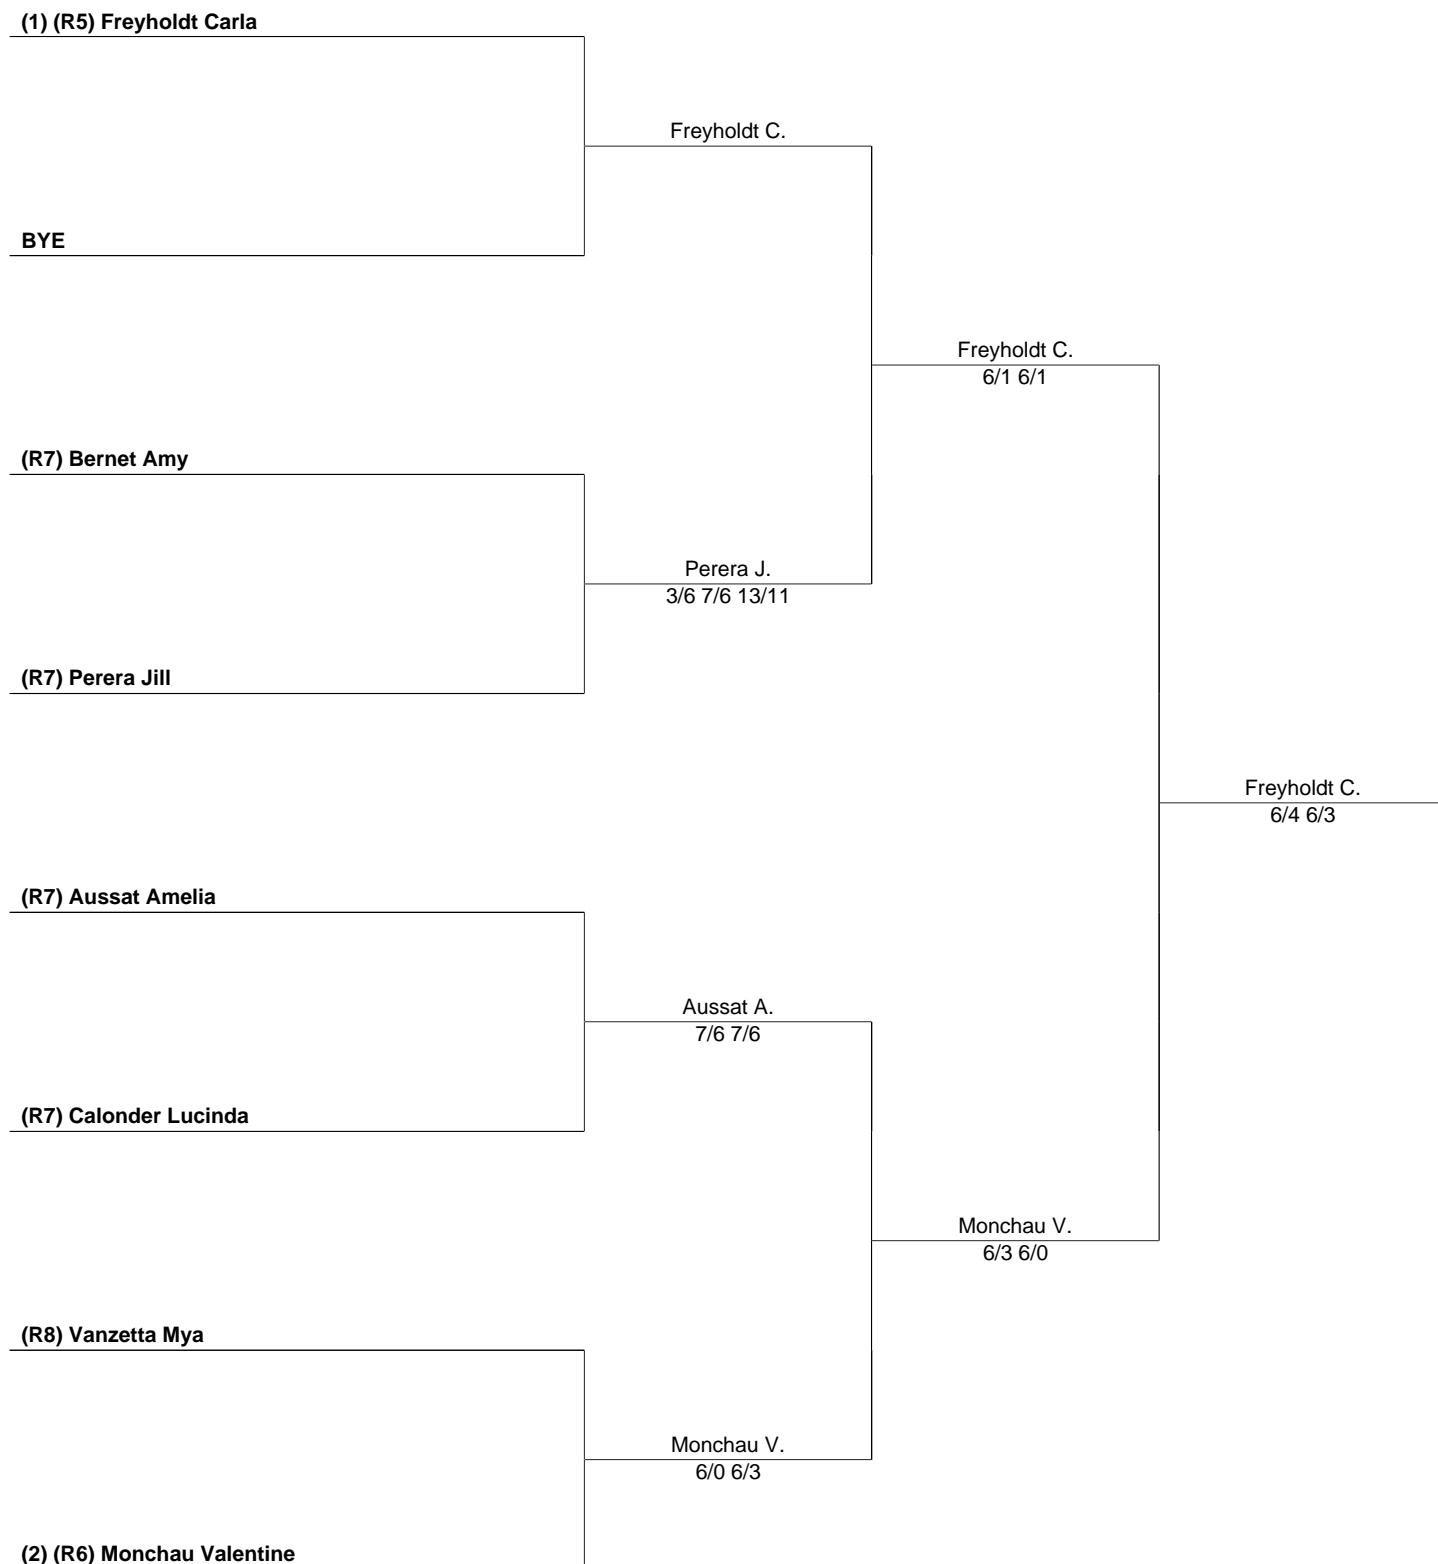 (1) (R5) Freyholdt Carla
Freyholdt C.
BYE
Freyholdt C.
6/1 6/1
(R7) Bernet Amy
Perera J.
3/6 7/6 13/11
(R7) Perera Jill
Freyholdt C.
6/4 6/3
(R7) Aussat Amelia
Aussat A.
7/6 7/6
(R7) Calonder Lucinda
Monchau V.
6/3 6/0
(R8) Vanzetta Mya
Monchau V.
6/0 6/3
(2) (R6) Monchau Valentine